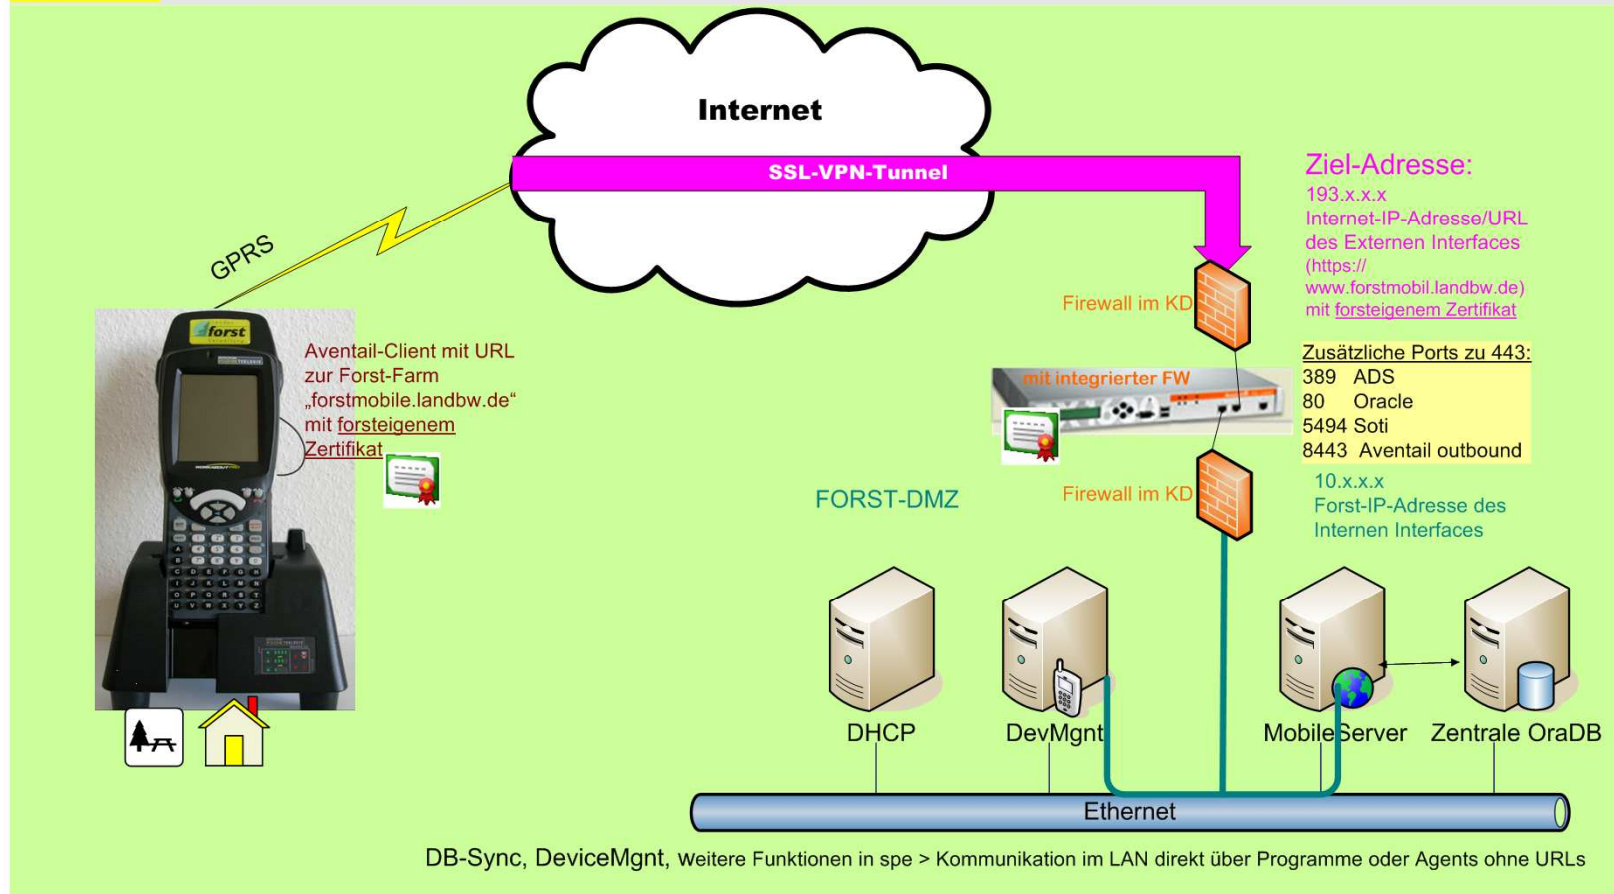 Internet
SSL-VPN-Tunnel
Ziel-Adresse:
193.x.x.x
Internet-IP-Adresse/URL
des Externen Interfaces
(https://
www.forstmobil.landbw.de)
mit forsteigenem Zertifikat
GPRS
Firewall im KD
forst
Aventail-Client mit URL
zur Forst-Farm
„forstmobile.landbw.de“
mit forsteigenem
Zertifikat
Zusätzliche Ports zu 443:
389 ADS
80 Oracle
5494 Soti
8443 Aventail outbound
mit integrierter FW
10.x.x.x
Forst-IP-Adresse des
Internen Interfaces
Firewall im KD
FORST-DMZ
A B
C D E F G H
I J K L M N
O P Q R S T
U V W X Y Z
DHCP
DevMgnt
MobileServer
Zentrale OraDB
Ethernet
DB-Sync, DeviceMgnt, weitere Funktionen in spe > Kommunikation im LAN direkt über Programme oder Agents ohne URLs